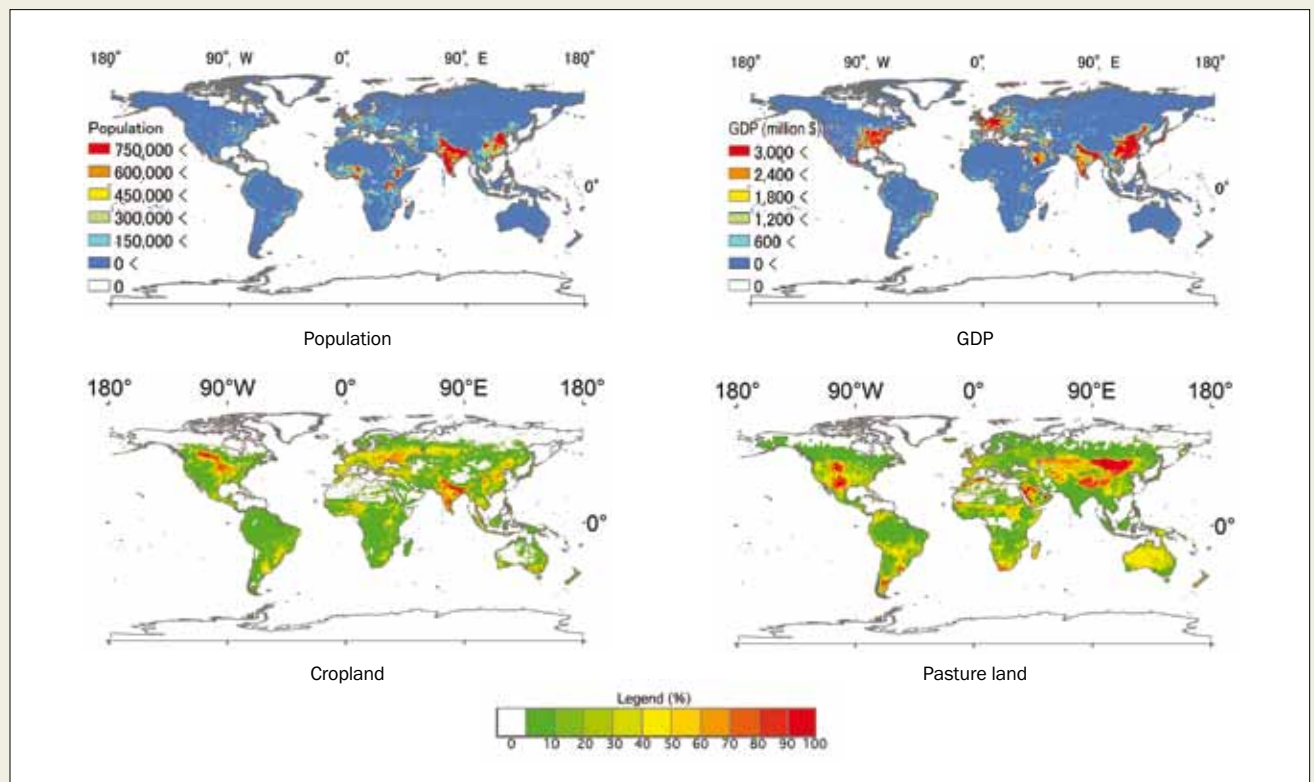 180° 90°, W 0°, 90°, E 180°
Population
750,000 <
600,000 <
450,000 <
300,000 <
150,000 <
0 <
0
0°
Population
180° 90°, W 0°, 90°, E 180°
GDP (million $)
3,000 <
2,400 <
1,800 <
1,200 <
600 <
0 <
0
0°
GDP
180° 90°W 0° 90°E 180°
0°
Cropland
180° 90°W 0° 90°E 180°
0°
Pasture land
Legend (%)
0 10 20 30 40 50 60 70 80 90 100